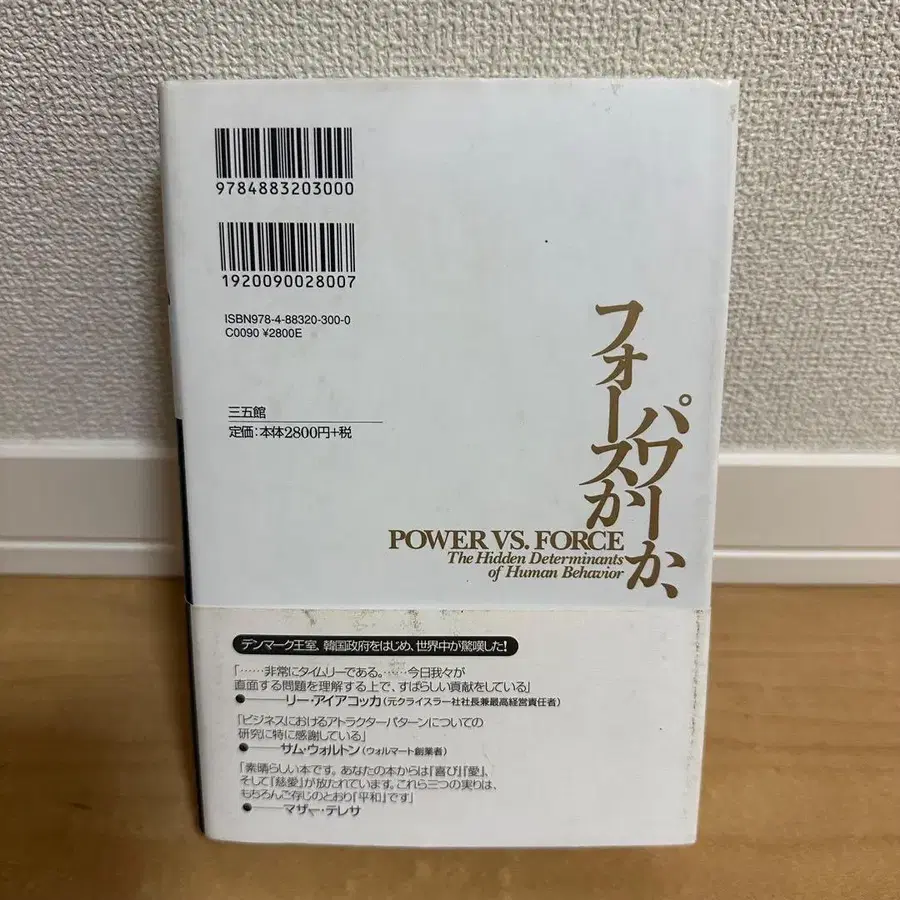 9784883203000
1920090028007
ISBN978-4-88320-300-0
C0090 ¥2800E
三五館
定価:本体2800円+税
パワーか、
フォースか
POWER VS. FORCE
The Hidden Determinants
of Human Behavior
デンマーク王室、韓国政府をはじめ、世界中が驚嘆した!
「……非常にタイムリーである。……今日我々が
直面する問題を理解する上で、すばらしい貢献をしている」
●――リー・アイアコッカ(元クライスラー社社長兼最高経営責任者)
「ビジネスにおけるアトラクターパターンについての
研究に特に感謝している」
●――サム・ウォルトン(ウォルマート創業者)
「素晴らしい本です。あなたの本からは『喜び』『愛』、
そして『慈愛』が放たれています。これら三つの実りは、
もちろんご存じのとおり『平和』です」
●――マザー・テレサ